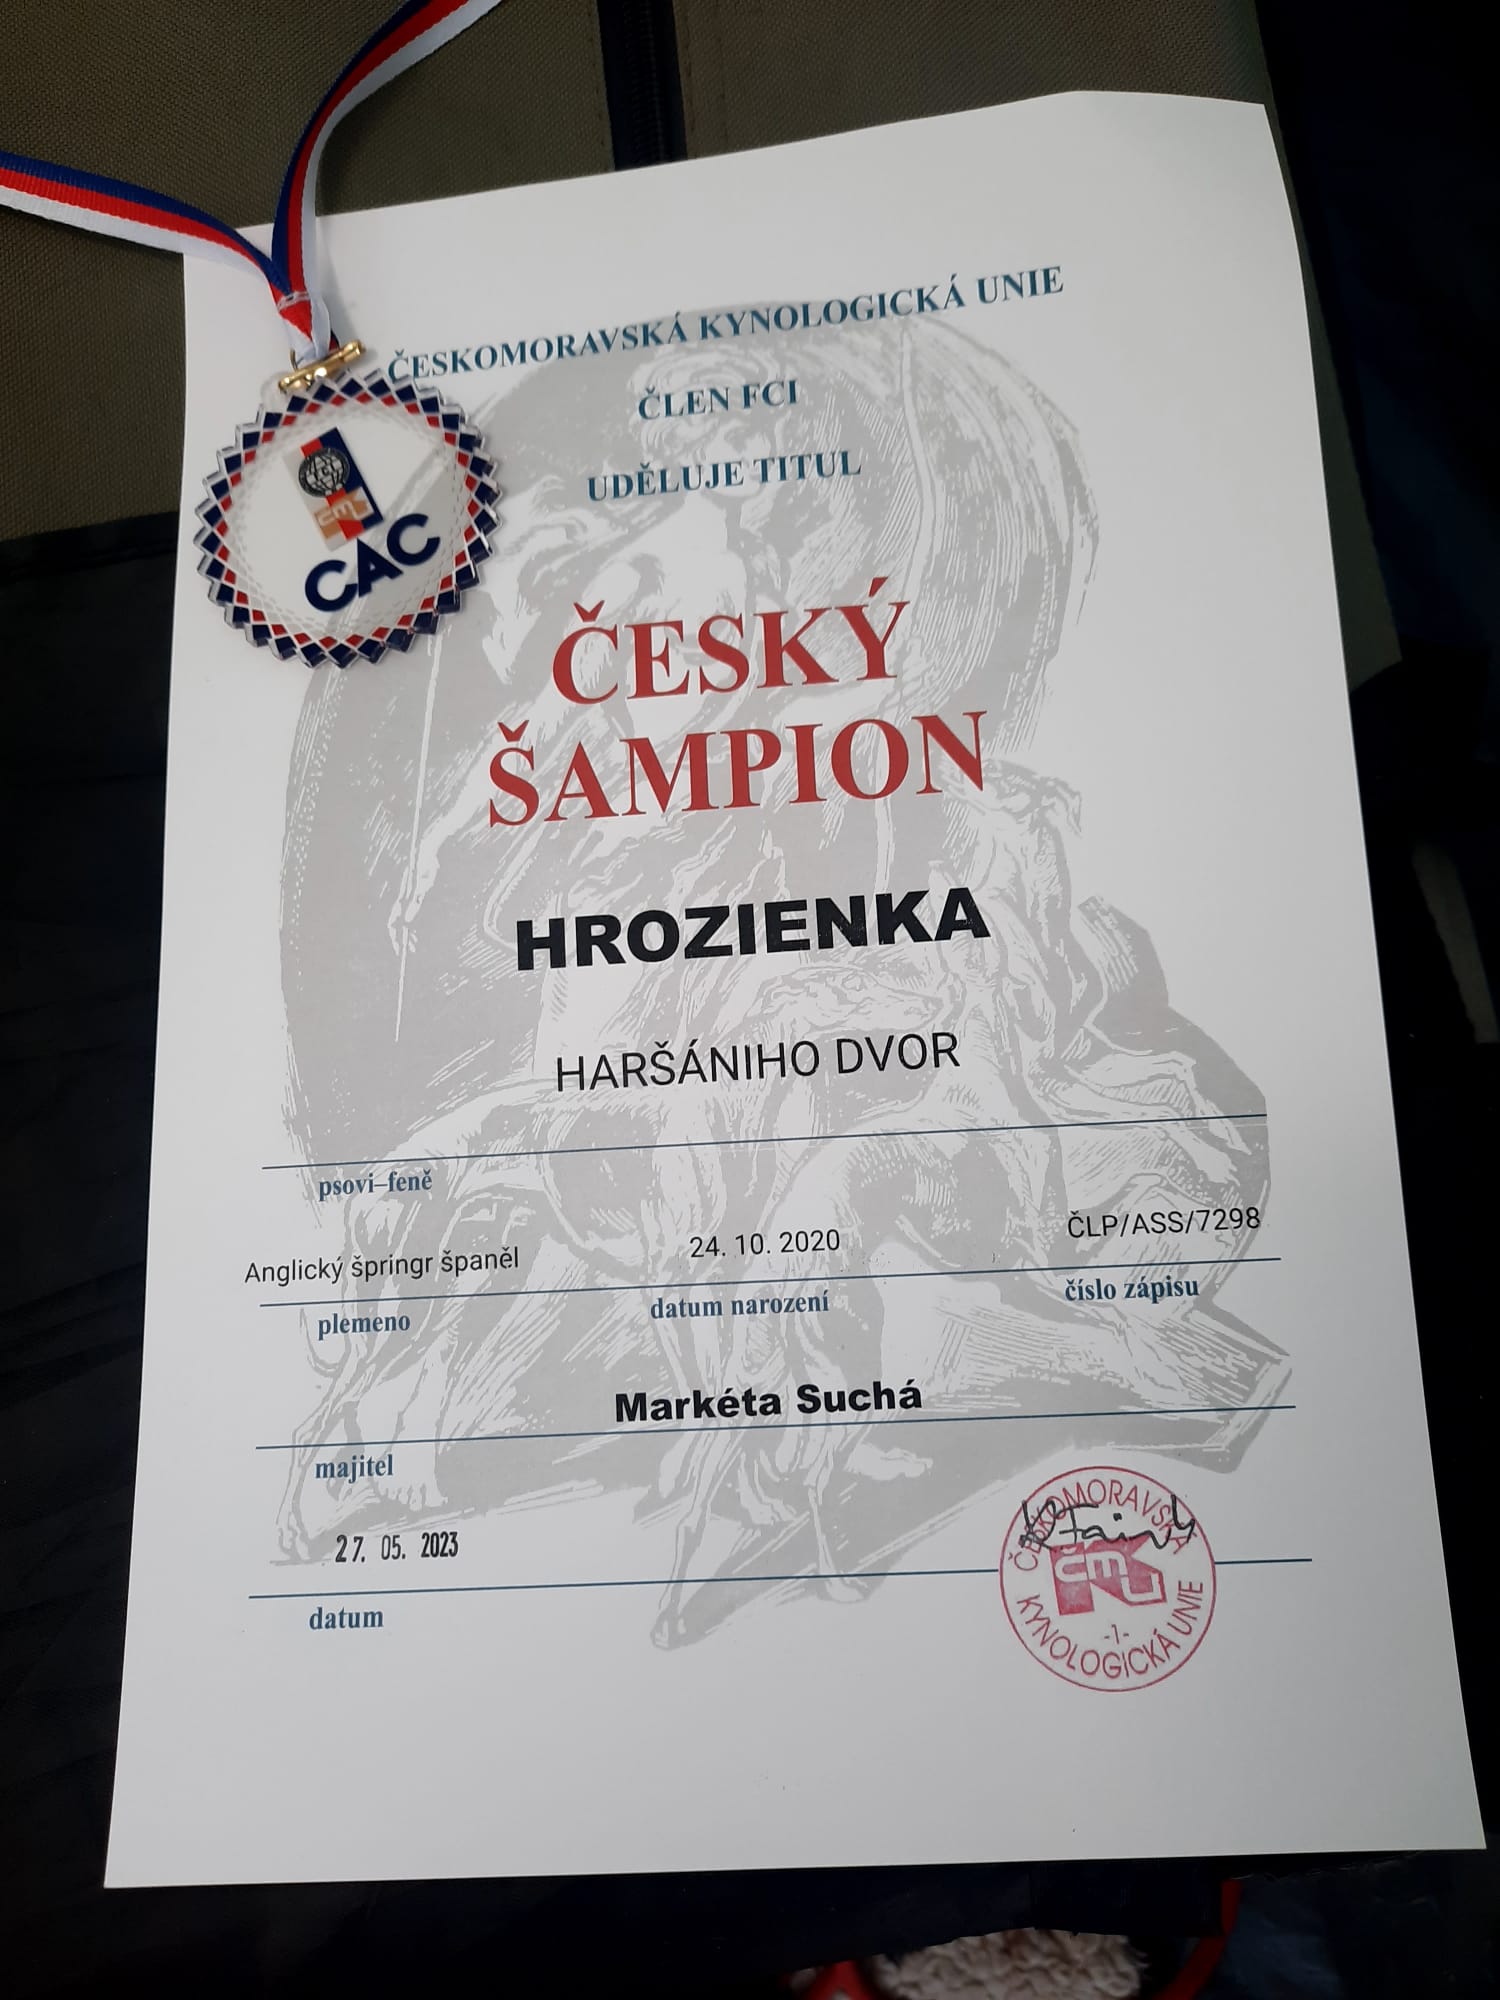 ČESKOMORAVSKÁ KYNOLOGICKÁ UNIE
ČLEN FCI
UDĚLUJE TITUL
ČMKU
CAC
ČESKÝ
ŠAMPION
HROZIENKA
HARŠÁNIHO DVOR
psovi–feně
Anglický špringr španěl 24. 10. 2020 ČLP/ASS/7298
plemeno datum narození číslo zápisu
Markéta Suchá
majitel
27. 05. 2023
datum
ČESKOMORAVSKÁ
ČMKU
-1-
KYNOLOGICKÁ UNIE